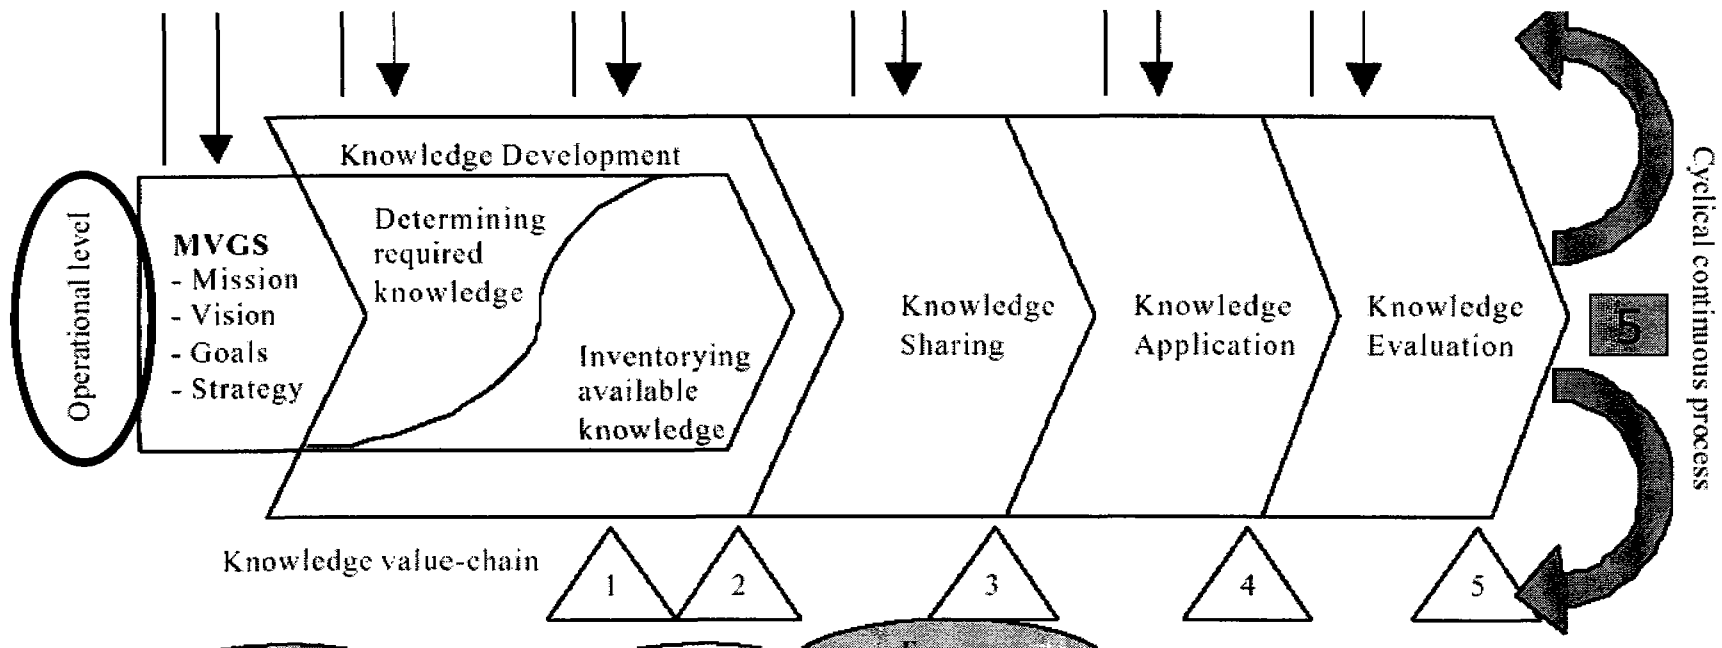 Knowledge Development
Operational level
MVGS
- Mission
- Vision
- Goals
- Strategy
Determining
required
knowledge
Inventorying
available
knowledge
Knowledge
Sharing
Knowledge
Application
Knowledge
Evaluation
5
Cyclical continuous process
Knowledge value-chain
1
2
3
4
5